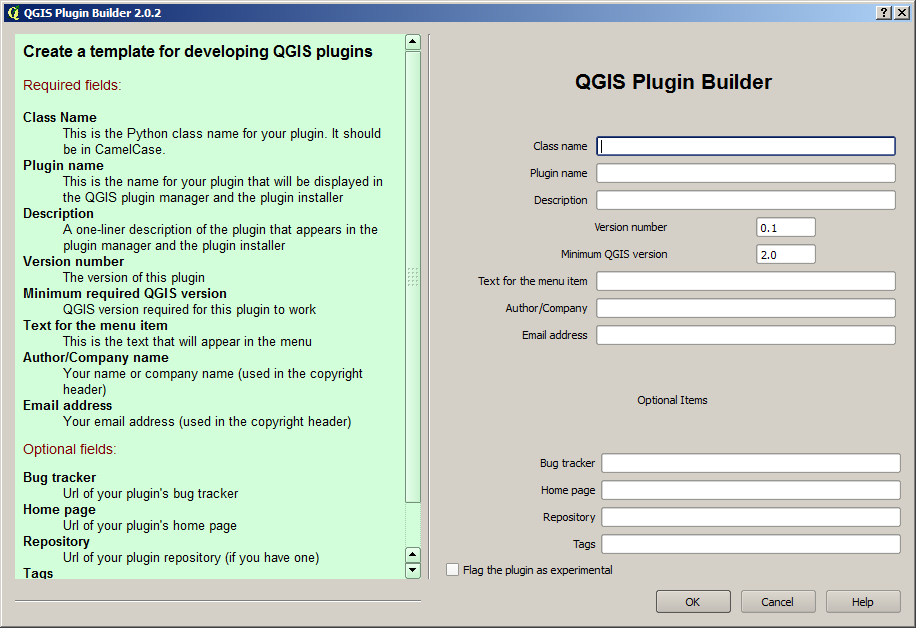 QGIS Plugin Builder 2.0.2
Create a template for developing QGIS plugins
Required fields:
Class Name
This is the Python class name for your plugin. It should
be in CamelCase.
Plugin name
This is the name for your plugin that will be displayed in
the QGIS plugin manager and the plugin installer
Description
A one-liner description of the plugin that appears in the
plugin manager and the plugin installer
Version number
The version of this plugin
Minimum required QGIS version
QGIS version required for this plugin to work
Text for the menu item
This is the text that will appear in the menu
Author/Company name
Your name or company name (used in the copyright
header)
Email address
Your email address (used in the copyright header)
Optional fields:
Bug tracker
Url of your plugin's bug tracker
Home page
Url of your plugin's home page
Repository
Url of your plugin repository (if you have one)
Tags
QGIS Plugin Builder
Class name
Plugin name
Description
Version number 0.1
Minimum QGIS version 2.0
Text for the menu item
Author/Company
Email address
Optional Items
Bug tracker
Home page
Repository
Tags
Flag the plugin as experimental
OK Cancel Help